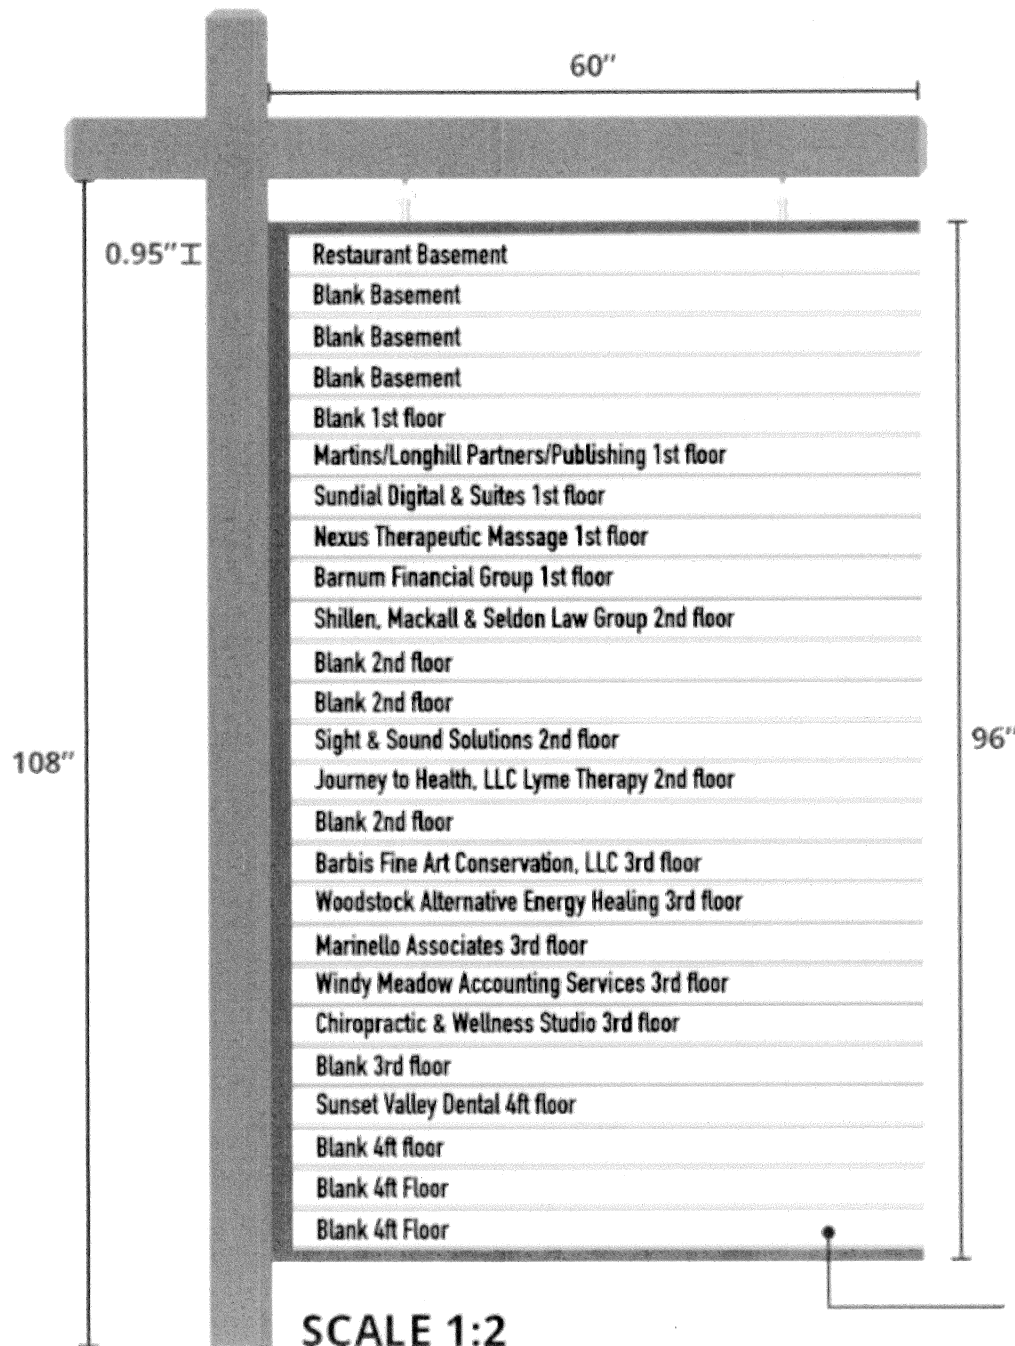 60”
0.95”
Restaurant Basement
Blank Basement
Blank Basement
Blank Basement
Blank 1st floor
Martins/Longhill Partners/Publishing 1st floor
Sundial Digital & Suites 1st floor
Nexus Therapeutic Massage 1st floor
Barnum Financial Group 1st floor
Shillen, Mackall & Seldon Law Group 2nd floor
Blank 2nd floor
Blank 2nd floor
Sight & Sound Solutions 2nd floor
96”
108”
Journey to Health, LLC Lyme Therapy 2nd floor
Blank 2nd floor
Barbis Fine Art Conservation, LLC 3rd floor
Woodstock Alternative Energy Healing 3rd floor
Marinello Associates 3rd floor
Windy Meadow Accounting Services 3rd floor
Chiropractic & Wellness Studio 3rd floor
Blank 3rd floor
Sunset Valley Dental 4ft floor
Blank 4ft floor
Blank 4ft Floor
Blank 4ft Floor
SCALE 1:2